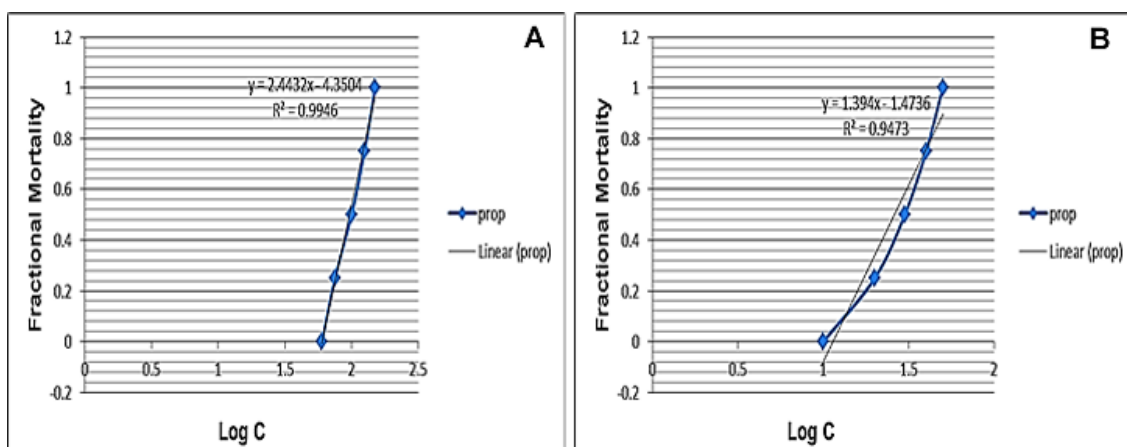 A
1.2
1
0.8
0.6
0.4
0.2
0
-0.2
0
0.5
1
1.5
2
2.5
y = 2.4432x - 4.3504
R² = 0.9946
Fractional Mortality
Log C
prop
Linear (prop)
B
1.2
1
0.8
0.6
0.4
0.2
0
-0.2
0
0.5
1
1.5
2
y = 1.394x - 1.4736
R² = 0.9473
Fractional Mortality
Log C
prop
Linear (prop)